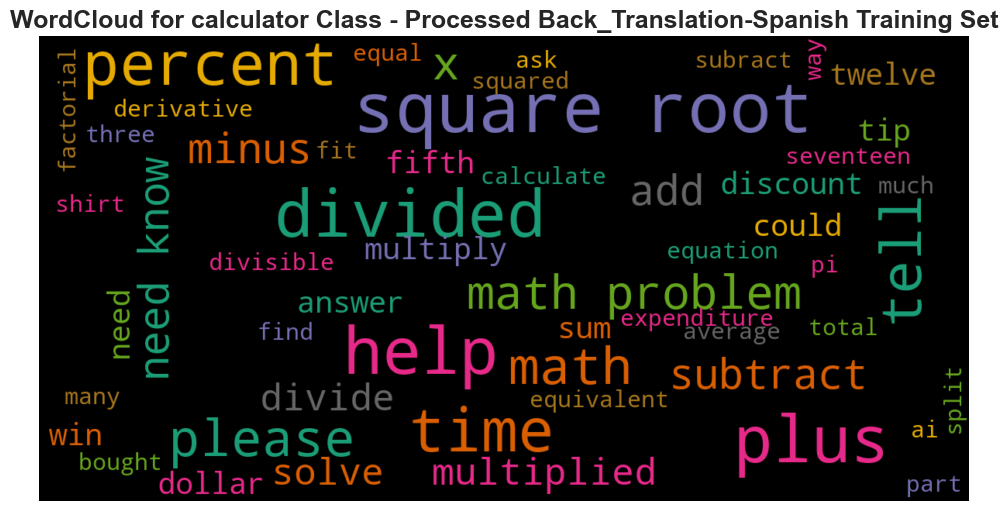 WordCloud for calculator Class - Processed Back_Translation-Spanish Training Set
percent
equal
x
ask
subract
way
twelve
factorial
derivative
squared
square root
three
minus
fit
fifth
tip
seventeen
calculate
know
shirt
divided
add
discount
much
could
tell
multiply
divisible
equation
pi
need
need
answer
math problem
find
help
sum
expenditure
average
total
math
subtract
many
divide
equivalent
split
win
please
time
plus
ai
bought
dollar
solve
multiplied
part